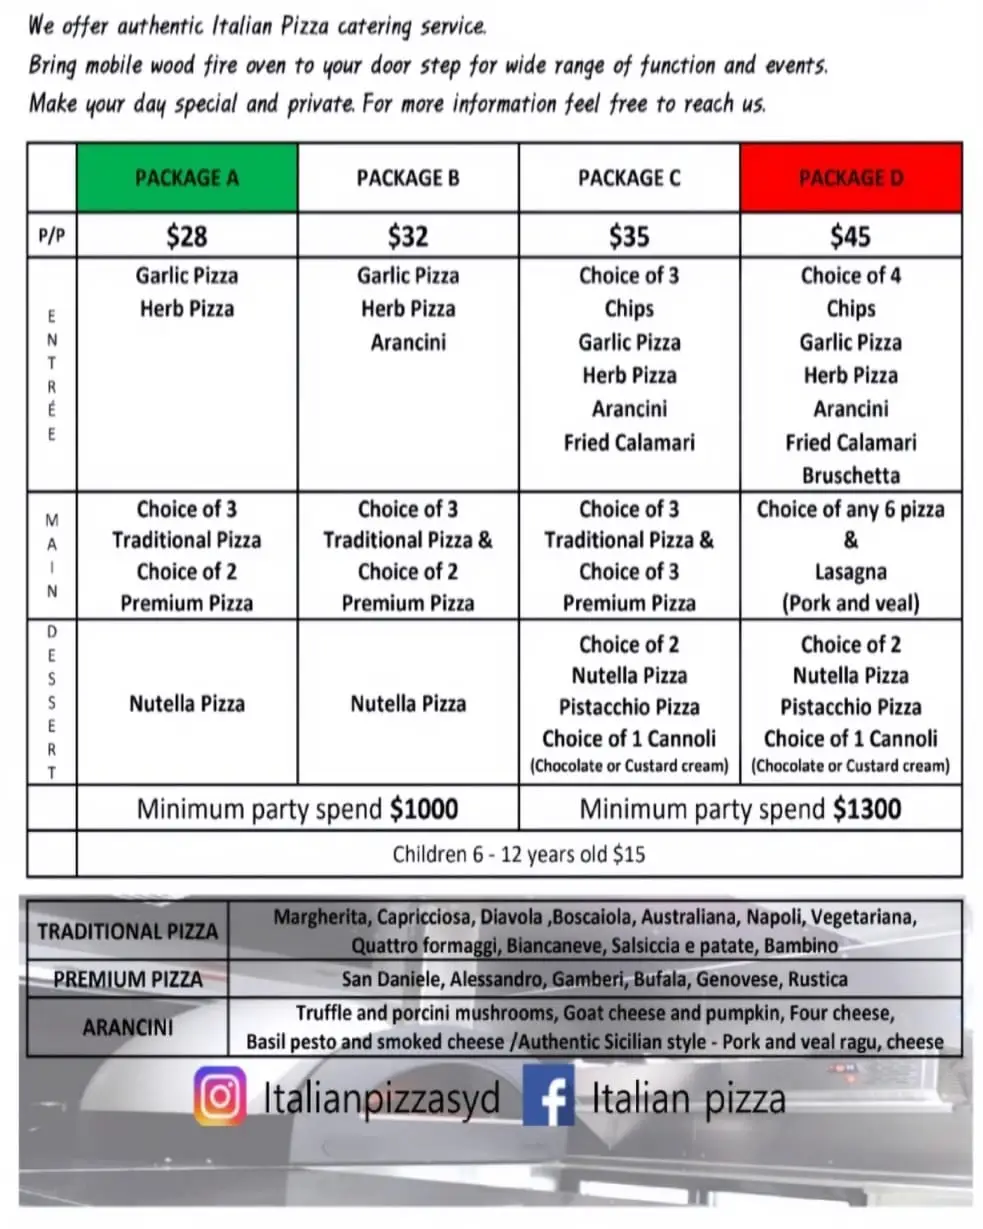 We offer authentic Italian Pizza catering service.
Bring mobile wood fire oven to your door step for wide range of function and events.
Make your day special and private. For more information feel free to reach us.
PACKAGE A PACKAGE B PACKAGE C PACKAGE D
P/P $28 $32 $35 $45
ENTRÉE
Garlic Pizza
Herb Pizza
Garlic Pizza
Herb Pizza
Arancini
Choice of 3
Chips
Garlic Pizza
Herb Pizza
Arancini
Fried Calamari
Choice of 4
Chips
Garlic Pizza
Herb Pizza
Arancini
Fried Calamari
Bruschetta
MAIN
Choice of 3
Traditional Pizza
Choice of 2
Premium Pizza
Choice of 3
Traditional Pizza &
Choice of 2
Premium Pizza
Choice of 3
Traditional Pizza &
Choice of 3
Premium Pizza
Choice of any 6 pizza
&
Lasagna
(Pork and veal)
DESSERT
Nutella Pizza
Nutella Pizza
Choice of 2
Nutella Pizza
Pistacchio Pizza
Choice of 1 Cannoli
(Chocolate or Custard cream)
Choice of 2
Nutella Pizza
Pistacchio Pizza
Choice of 1 Cannoli
(Chocolate or Custard cream)
Minimum party spend $1000 Minimum party spend $1300
Children 6 - 12 years old $15
TRADITIONAL PIZZA
Margherita, Capricciosa, Diavola ,Boscaiola, Australiana, Napoli, Vegetariana,
Quattro formaggi, Biancaneve, Salsiccia e patate, Bambino
PREMIUM PIZZA
San Daniele, Alessandro, Gamberi, Bufala, Genovese, Rustica
ARANCINI
Truffle and porcini mushrooms, Goat cheese and pumpkin, Four cheese,
Basil pesto and smoked cheese /Authentic Sicilian style - Pork and veal ragu, cheese
Italianpizzasyd f Italian pizza